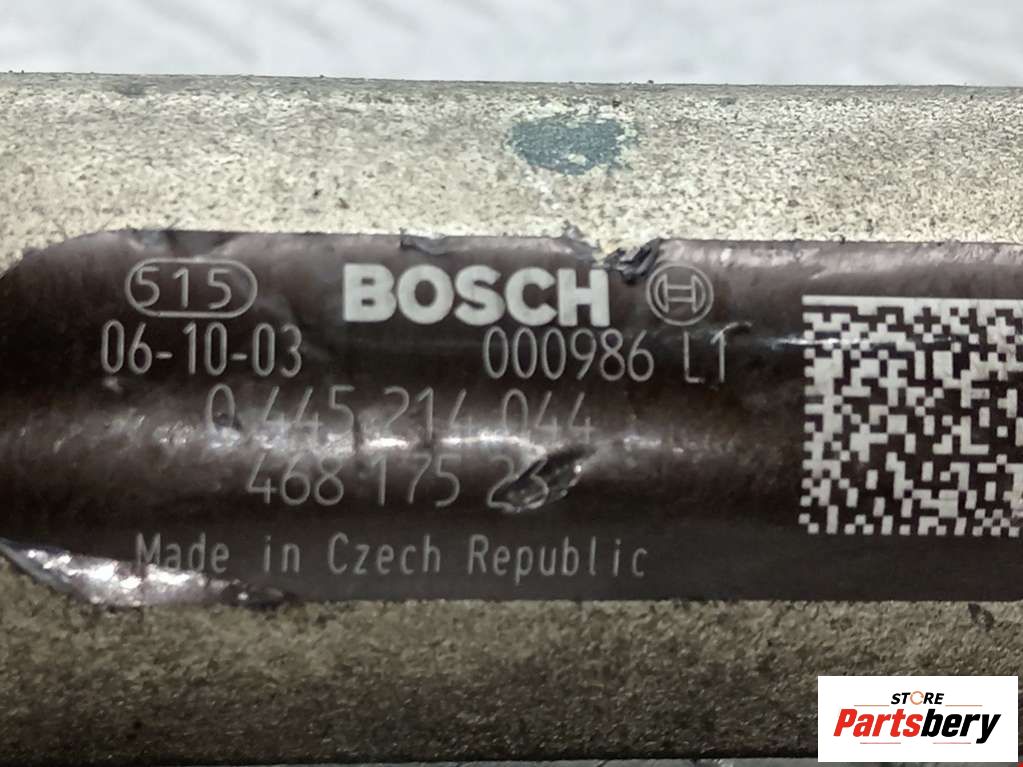 515 BOSCH
06-10-03 000986 L1
0 445 214 044
468 175 23
Made in Czech Republic
STORE
Partsbery